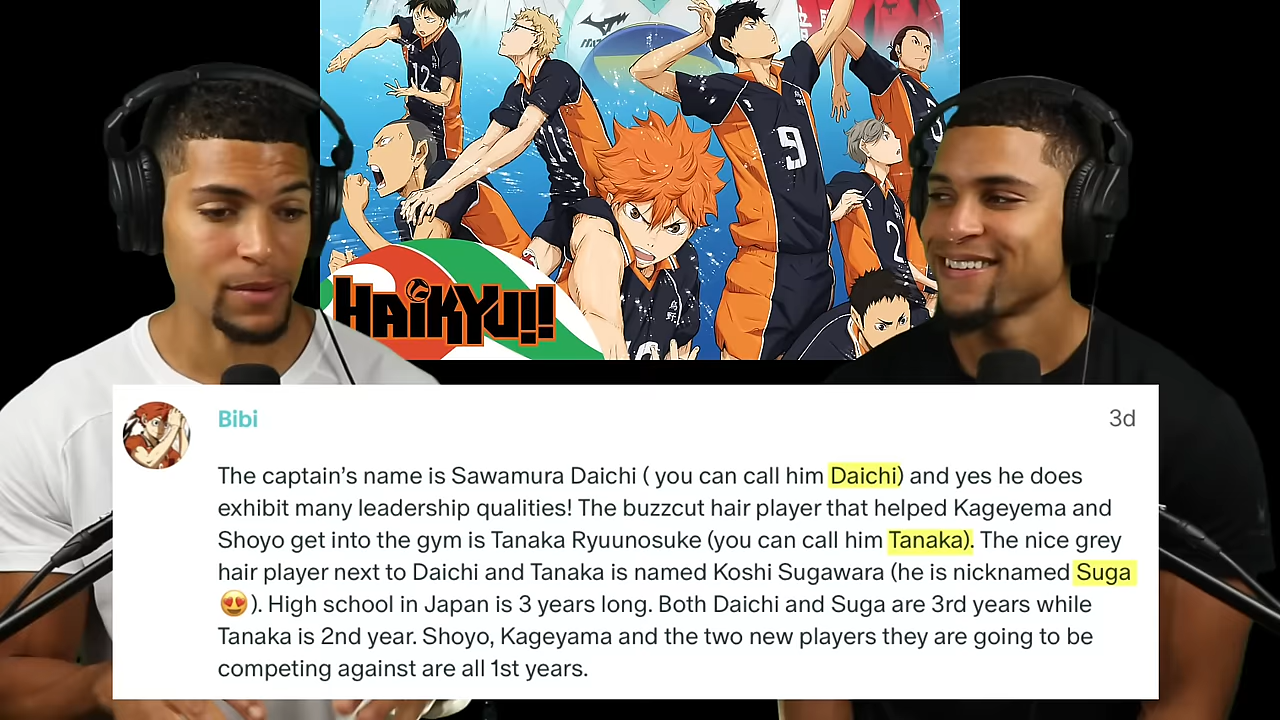 12
9
2
烏野
HAiKYU!!
Bibi
3d
The captain’s name is Sawamura Daichi ( you can call him Daichi) and yes he does
exhibit many leadership qualities! The buzzcut hair player that helped Kageyema and
Shoyo get into the gym is Tanaka Ryuunosuke (you can call him Tanaka). The nice grey
hair player next to Daichi and Tanaka is named Koshi Sugawara (he is nicknamed Suga
😍). High school in Japan is 3 years long. Both Daichi and Suga are 3rd years while
Tanaka is 2nd year. Shoyo, Kageyama and the two new players they are going to be
competing against are all 1st years.